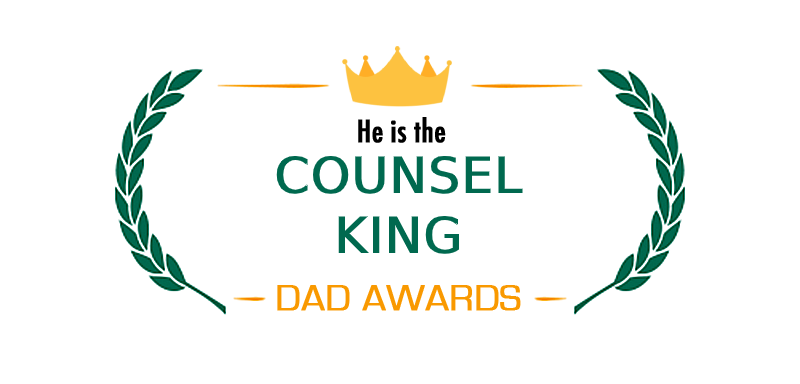 He is the
COUNSEL
KING
DAD AWARDS